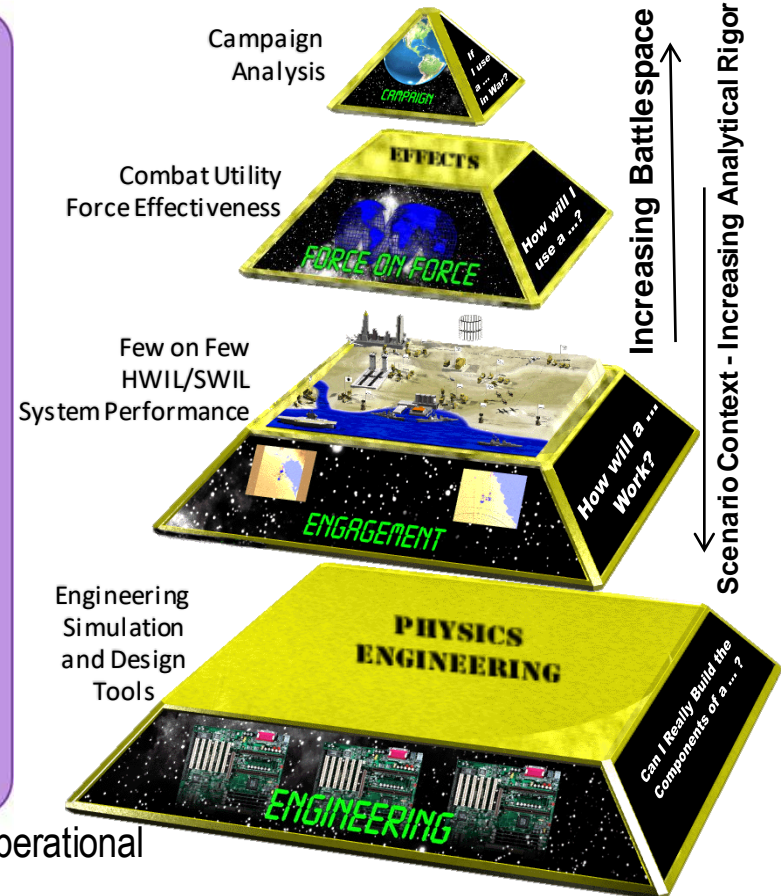 Campaign
Analysis
CAMPAIGN
If
I use
a ...
in War?
Combat Utility
Force Effectiveness
EFFECTS
FORCE ON FORCE
How will I
use a ...?
Few on Few
HWIL/SWIL
System Performance
ENGAGEMENT
How will a ...
Work?
Engineering
Simulation
and Design
Tools
PHYSICS
ENGINEERING
ENGINEERING
Can I Really Build the
Components of a ... ?
Increasing Battlespace
Scenario Context - Increasing Analytical Rigor
perational